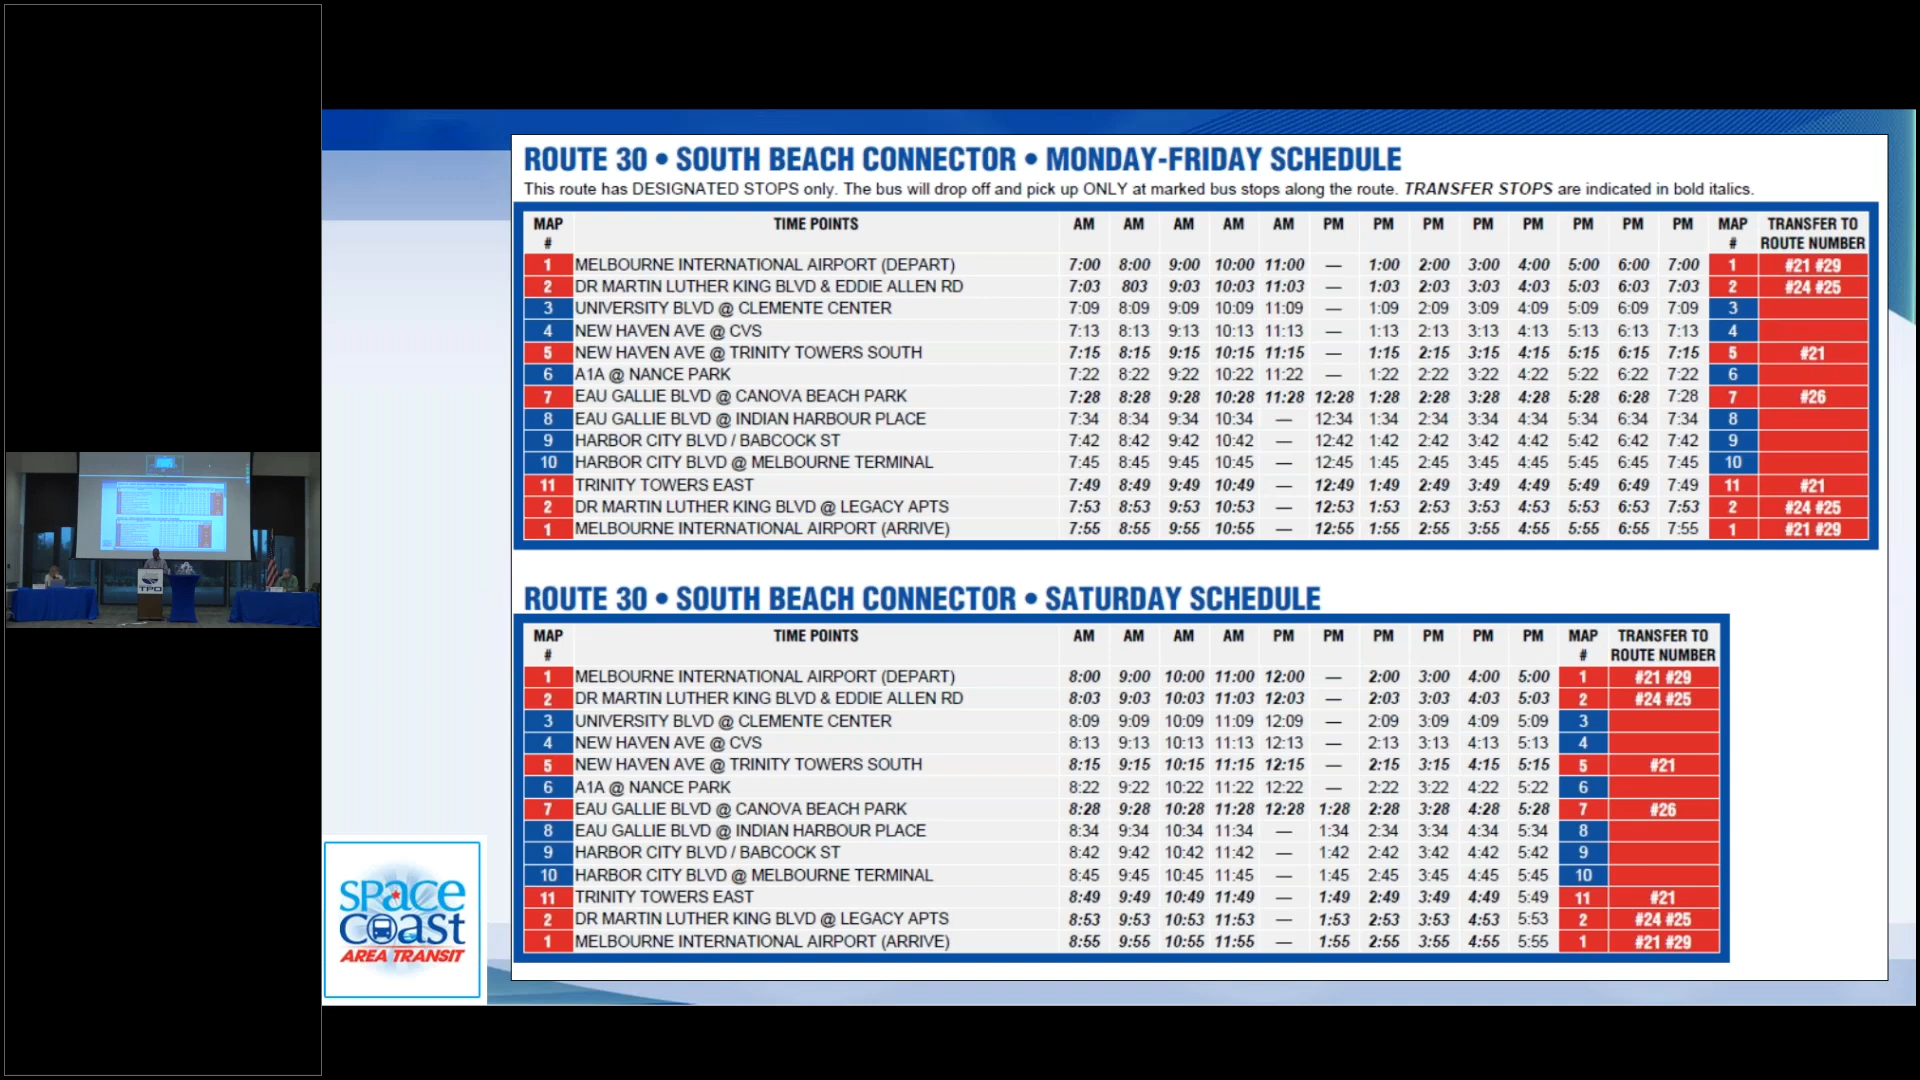 ROUTE 30 • SOUTH BEACH CONNECTOR • MONDAY-FRIDAY SCHEDULE
This route has DESIGNATED STOPS only. The bus will drop off and pick up ONLY at marked bus stops along the route. TRANSFER STOPS are indicated in bold italics.
MAP # TIME POINTS AM AM AM AM AM PM PM PM PM PM PM PM PM MAP # TRANSFER TO ROUTE NUMBER
1 MELBOURNE INTERNATIONAL AIRPORT (DEPART) 7:00 8:00 9:00 10:00 11:00 — 1:00 2:00 3:00 4:00 5:00 6:00 7:00 1 #21 #29
2 DR MARTIN LUTHER KING BLVD & EDDIE ALLEN RD 7:03 803 9:03 10:03 11:03 — 1:03 2:03 3:03 4:03 5:03 6:03 7:03 2 #24 #25
3 UNIVERSITY BLVD @ CLEMENTE CENTER 7:09 8:09 9:09 10:09 11:09 — 1:09 2:09 3:09 4:09 5:09 6:09 7:09 3
4 NEW HAVEN AVE @ CVS 7:13 8:13 9:13 10:13 11:13 — 1:13 2:13 3:13 4:13 5:13 6:13 7:13 4
5 NEW HAVEN AVE @ TRINITY TOWERS SOUTH 7:15 8:15 9:15 10:15 11:15 — 1:15 2:15 3:15 4:15 5:15 6:15 7:15 5 #21
6 A1A @ NANCE PARK 7:22 8:22 9:22 10:22 11:22 — 1:22 2:22 3:22 4:22 5:22 6:22 7:22 6
7 EAU GALLIE BLVD @ CANOVA BEACH PARK 7:28 8:28 9:28 10:28 11:28 12:28 1:28 2:28 3:28 4:28 5:28 6:28 7:28 7 #26
8 EAU GALLIE BLVD @ INDIAN HARBOUR PLACE 7:34 8:34 9:34 10:34 — 12:34 1:34 2:34 3:34 4:34 5:34 6:34 7:34 8
9 HARBOR CITY BLVD / BABCOCK ST 7:42 8:42 9:42 10:42 — 12:42 1:42 2:42 3:42 4:42 5:42 6:42 7:42 9
10 HARBOR CITY BLVD @ MELBOURNE TERMINAL 7:45 8:45 9:45 10:45 — 12:45 1:45 2:45 3:45 4:45 5:45 6:45 7:45 10
11 TRINITY TOWERS EAST 7:49 8:49 9:49 10:49 — 12:49 1:49 2:49 3:49 4:49 5:49 6:49 7:49 11 #21
2 DR MARTIN LUTHER KING BLVD @ LEGACY APTS 7:53 8:53 9:53 10:53 — 12:53 1:53 2:53 3:53 4:53 5:53 6:53 7:53 2 #24 #25
1 MELBOURNE INTERNATIONAL AIRPORT (ARRIVE) 7:55 8:55 9:55 10:55 — 12:55 1:55 2:55 3:55 4:55 5:55 6:55 7:55 1 #21 #29
ROUTE 30 • SOUTH BEACH CONNECTOR • SATURDAY SCHEDULE
MAP # TIME POINTS AM AM AM AM PM PM PM PM PM PM MAP # TRANSFER TO ROUTE NUMBER
1 MELBOURNE INTERNATIONAL AIRPORT (DEPART) 8:00 9:00 10:00 11:00 12:00 — 2:00 3:00 4:00 5:00 1 #21 #29
2 DR MARTIN LUTHER KING BLVD & EDDIE ALLEN RD 8:03 9:03 10:03 11:03 12:03 — 2:03 3:03 4:03 5:03 2 #24 #25
3 UNIVERSITY BLVD @ CLEMENTE CENTER 8:09 9:09 10:09 11:09 12:09 — 2:09 3:09 4:09 5:09 3
4 NEW HAVEN AVE @ CVS 8:13 9:13 10:13 11:13 12:13 — 2:13 3:13 4:13 5:13 4
5 NEW HAVEN AVE @ TRINITY TOWERS SOUTH 8:15 9:15 10:15 11:15 12:15 — 2:15 3:15 4:15 5:15 5 #21
6 A1A @ NANCE PARK 8:22 9:22 10:22 11:22 12:22 — 2:22 3:22 4:22 5:22 6
7 EAU GALLIE BLVD @ CANOVA BEACH PARK 8:28 9:28 10:28 11:28 12:28 1:28 2:28 3:28 4:28 5:28 7 #26
8 EAU GALLIE BLVD @ INDIAN HARBOUR PLACE 8:34 9:34 10:34 11:34 — 1:34 2:34 3:34 4:34 5:34 8
9 HARBOR CITY BLVD / BABCOCK ST 8:42 9:42 10:42 11:42 — 1:42 2:42 3:42 4:42 5:42 9
10 HARBOR CITY BLVD @ MELBOURNE TERMINAL 8:45 9:45 10:45 11:45 — 1:45 2:45 3:45 4:45 5:45 10
11 TRINITY TOWERS EAST 8:49 9:49 10:49 11:49 — 1:49 2:49 3:49 4:49 5:49 11 #21
2 DR MARTIN LUTHER KING BLVD @ LEGACY APTS 8:53 9:53 10:53 11:53 — 1:53 2:53 3:53 4:53 5:53 2 #24 #25
1 MELBOURNE INTERNATIONAL AIRPORT (ARRIVE) 8:55 9:55 10:55 11:55 — 1:55 2:55 3:55 4:55 5:55 1 #21 #29
space
coast
AREA TRANSIT
TPO